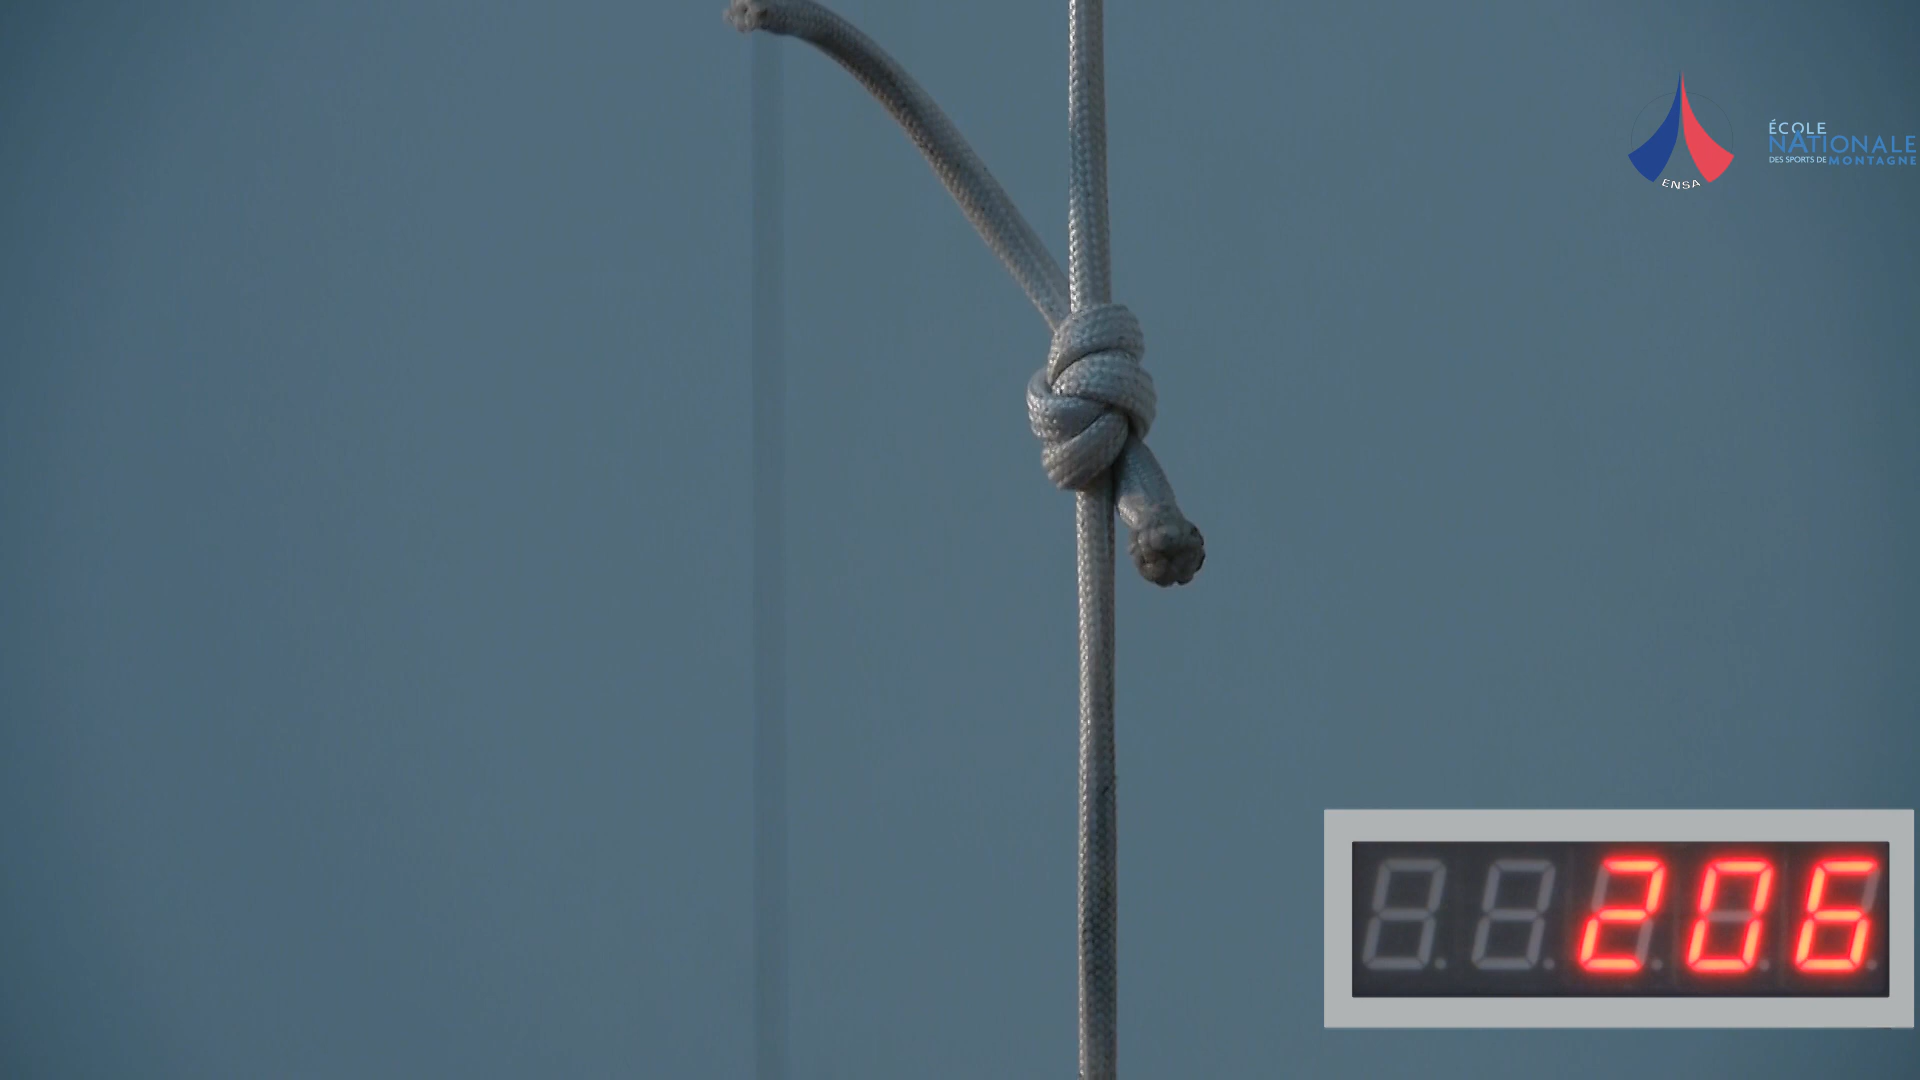 ÉCOLE
NATIONALE
DES SPORTS DE MONTAGNE
ENSA
206